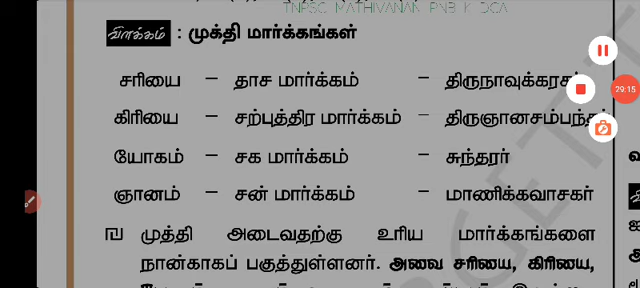 TNPSC MATHIVANAN PNB K DCA
விளக்கம் : முக்தி மார்க்கங்கள்
29:15
சரியை – தாச மார்க்கம் – திருநாவுக்கரசர்
கிரியை – சற்புத்திர மார்க்கம் – திருஞானசம்பந்தர்
யோகம் – சக மார்க்கம் – சுந்தரர்
ஞானம் – சன் மார்க்கம் – மாணிக்கவாசகர்
முத்தி அடைவதற்கு உரிய மார்க்கங்களை
நான்காகப் பகுத்துள்ளனர். அவை சரியை, கிரியை,